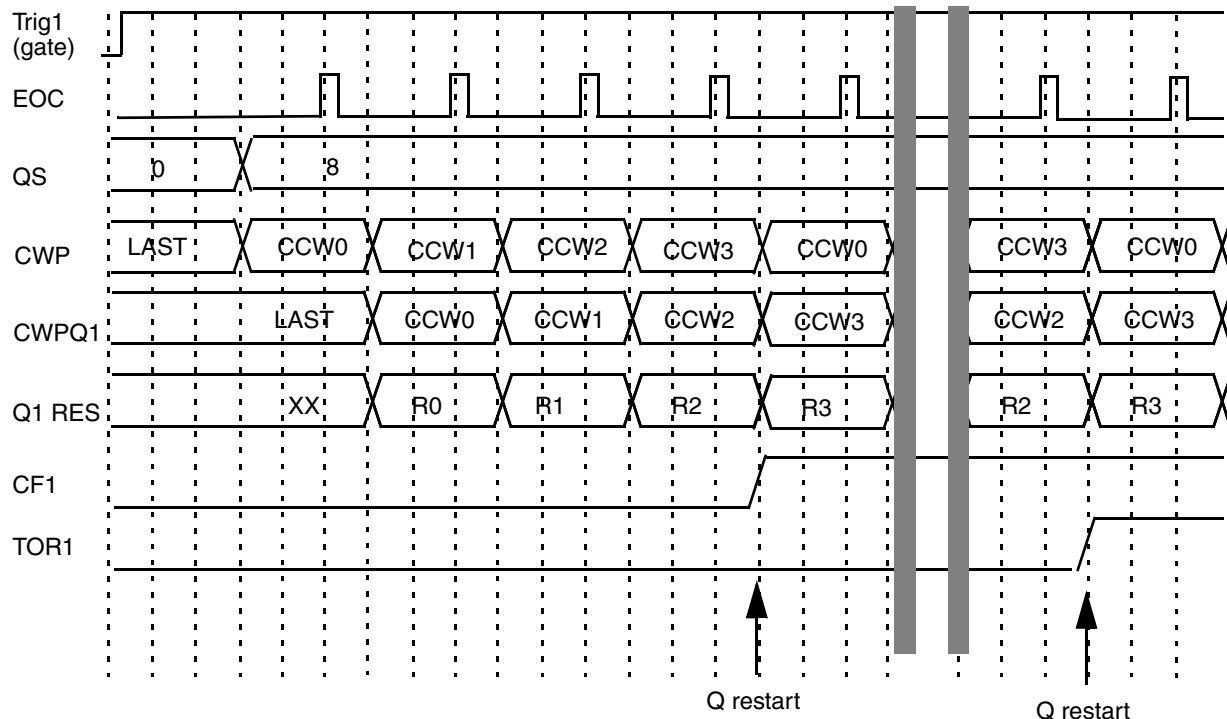 Trig1
(gate)
EOC
QS 0 8
CWP LAST CCW0 CCW1 CCW2 CCW3 CCW0 CCW3 CCW0
CWPQ1 LAST CCW0 CCW1 CCW2 CCW3 CCW2 CCW3
Q1 RES XX R0 R1 R2 R3 R2 R3
CF1
TOR1
Q restart
Q restart